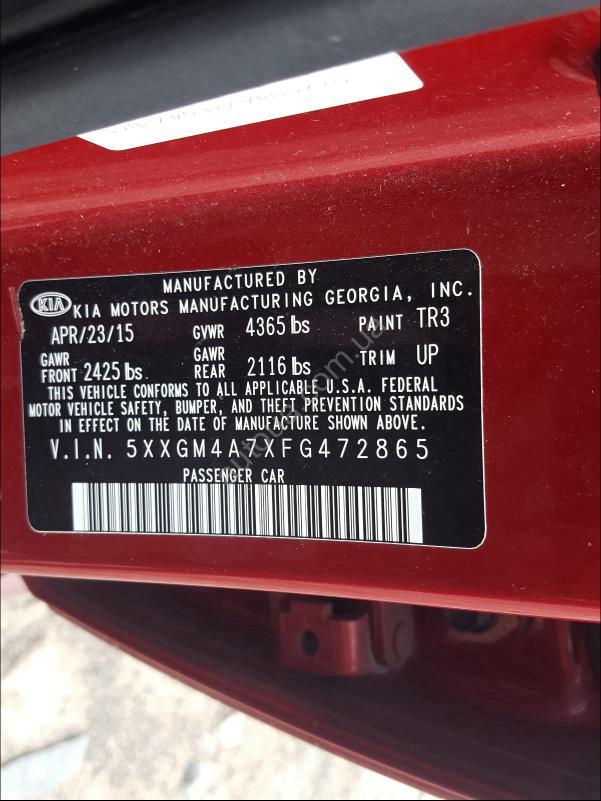 KIA
MANUFACTURED BY
KIA MOTORS MANUFACTURING GEORGIA, INC.
APR/23/15 GVWR 4365 lbs PAINT TR3
GAWR FRONT 2425 lbs. GAWR REAR 2116 lbs TRIM UP
THIS VEHICLE CONFORMS TO ALL APPLICABLE U.S.A. FEDERAL
MOTOR VEHICLE SAFETY, BUMPER, AND THEFT PREVENTION STANDARDS
IN EFFECT ON THE DATE OF MANUFACTURE SHOWN ABOVE.
V.I.N.
PASSENGER CAR